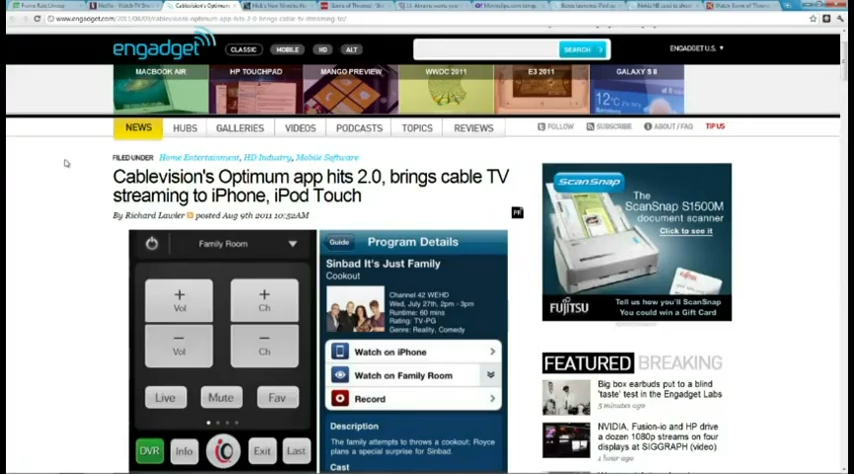 Cablevision's Optimum
www.engadget.com/2011/08/09/cablevisions-optimum-app-hits-2-0-brings-cable-tv-streaming-to/
engadget
CLASSIC MOBILE HD ALT
SEARCH
ENGADGET U.S.
MACBOOK AIR HP TOUCHPAD MANGO PREVIEW WWDC 2011 E3 2011 GALAXY S II
12°C
NEWS HUBS GALLERIES VIDEOS PODCASTS TOPICS REVIEWS FOLLOW SUBSCRIBE ABOUT / FAQ TIP US
FILED UNDER Home Entertainment, HD Industry, Mobile Software
Cablevision's Optimum app hits 2.0, brings cable TV
streaming to iPhone, iPod Touch
By Richard Lawler posted Aug 9th 2011 10:52AM
Family Room
+ Vol
+ Ch
− Vol
− Ch
Live Mute Fav
DVR Info iO Exit Last
Guide Program Details
Sinbad It's Just Family
Cookout
Channel 42 WEHD
Wed, July 27th, 2pm - 3pm
Runtime: 60 mins
Rating: TV-PG
Genre: Reality, Comedy
Watch on iPhone
Watch on Family Room
Record
Description
The family attempts to throws a cookout; Royce
plans a special surprise for Sinbad.
Cast
ScanSnap
The
ScanSnap S1500M
document scanner
Click to see it
FUJITSU
Tell us how you'll ScanSnap
You could win a Gift Card
FEATURED BREAKING
Big box earbuds put to a blind
'taste' test in the Engadget Labs
5 minutes ago
NVIDIA, Fusion-io and HP drive
a dozen 1080p streams on four
displays at SIGGRAPH (video)
1 hour ago